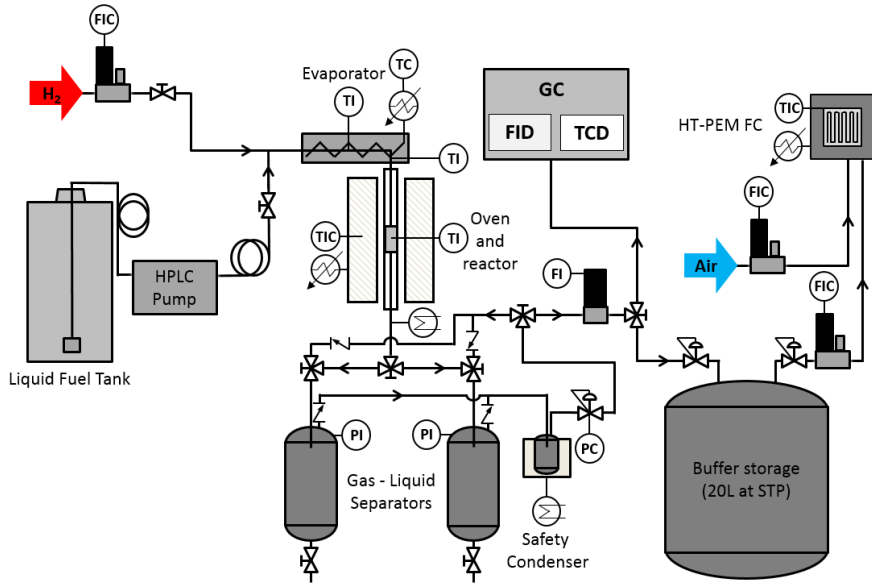 FIC
H₂
Evaporator
TC
TI
TI
GC
FID
TCD
HT-PEM FC
TIC
FIC
Air
FIC
Liquid Fuel Tank
HPLC
Pump
TIC
TI
Oven
and
reactor
FI
PI
PI
PC
Gas - Liquid
Separators
Safety
Condenser
Buffer storage
(20L at STP)